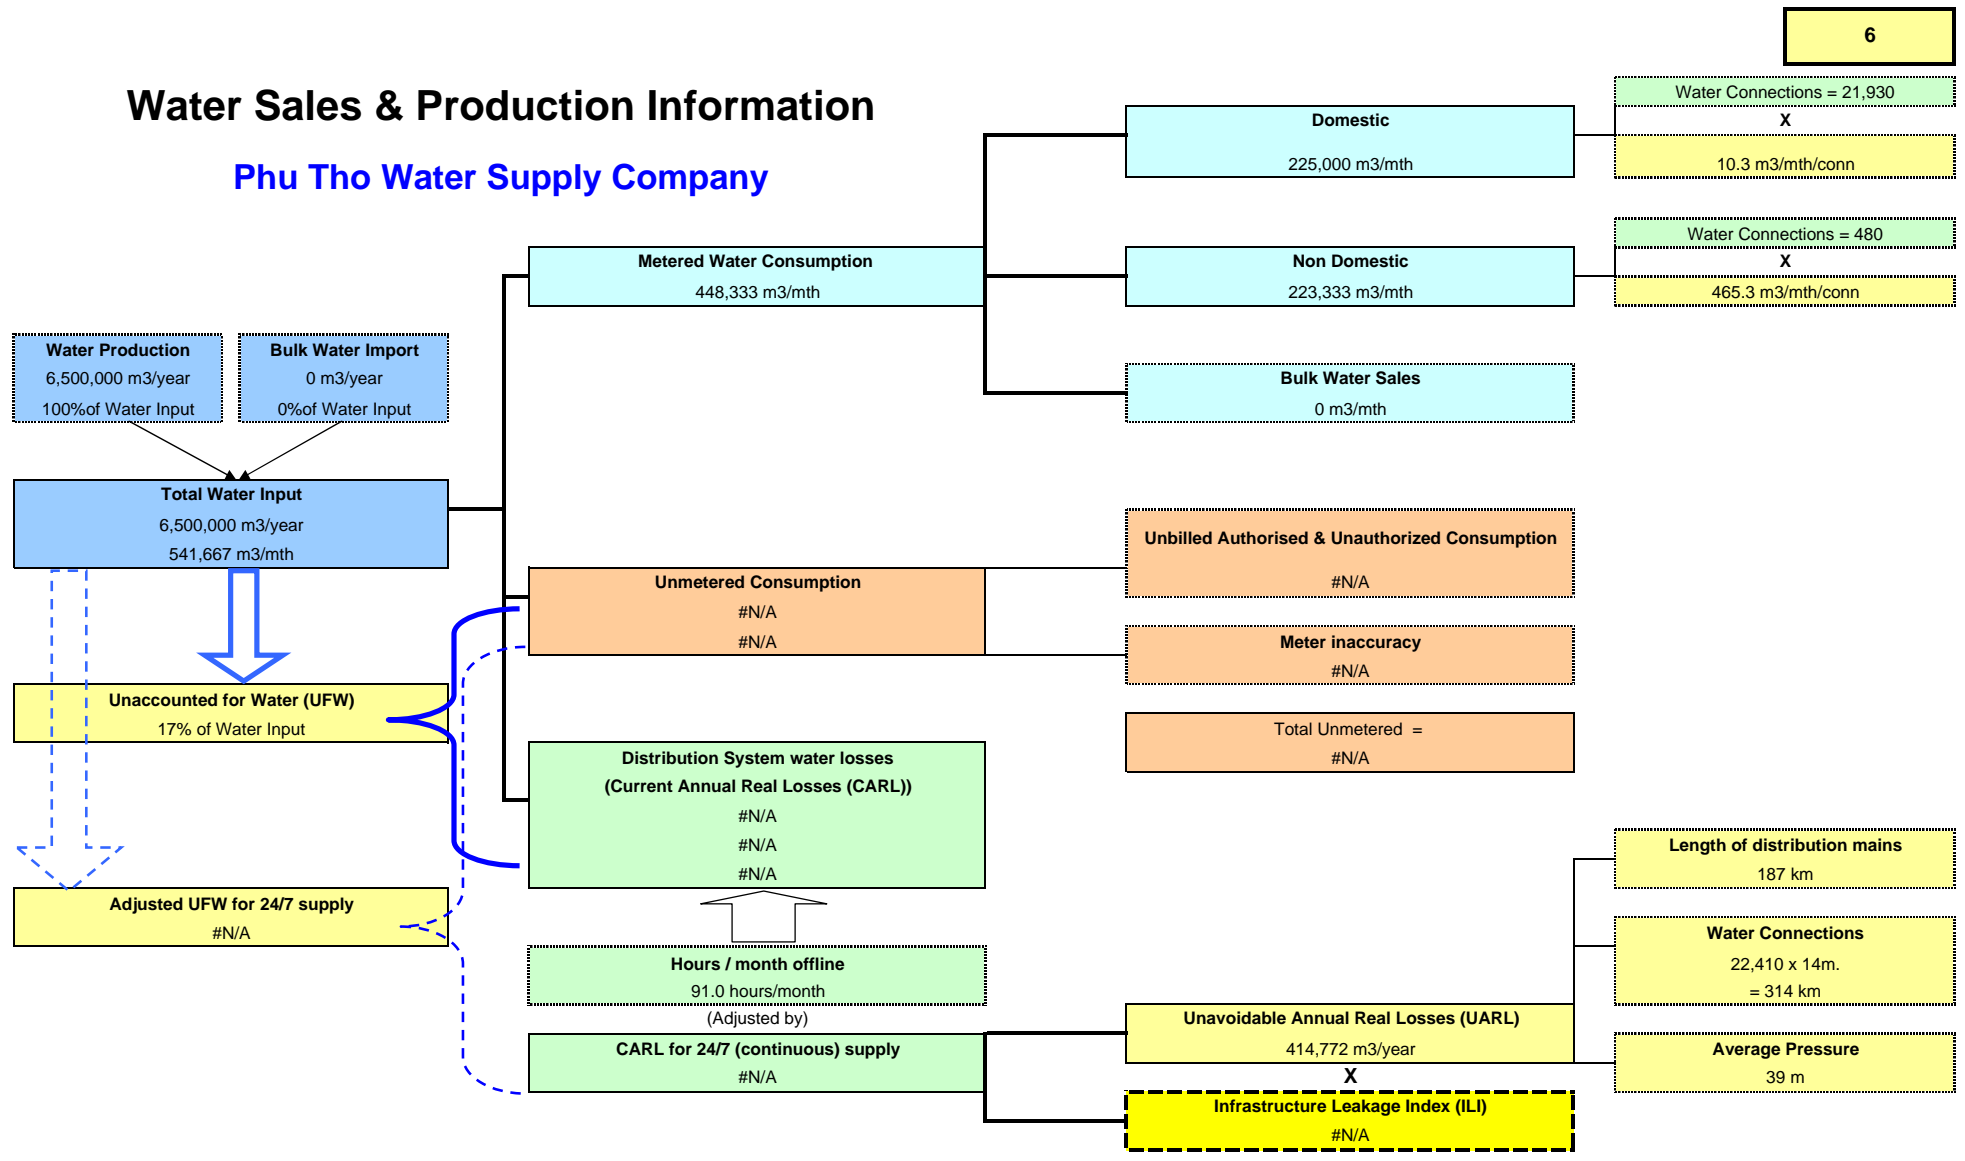 6
Water Sales & Production Information
Phu Tho Water Supply Company
Water Production
6,500,000 m3/year
100%of Water Input
Bulk Water Import
0 m3/year
0%of Water Input
Total Water Input
6,500,000 m3/year
541,667 m3/mth
Unaccounted for Water (UFW)
17% of Water Input
Adjusted UFW for 24/7 supply
#N/A
Metered Water Consumption
448,333 m3/mth
Unmetered Consumption
#N/A
#N/A
Distribution System water losses
(Current Annual Real Losses (CARL))
#N/A
#N/A
#N/A
Hours / month offline
91.0 hours/month
(Adjusted by)
CARL for 24/7 (continuous) supply
#N/A
Domestic
225,000 m3/mth
Non Domestic
223,333 m3/mth
Bulk Water Sales
0 m3/mth
Unbilled Authorised & Unauthorized Consumption
#N/A
Meter inaccuracy
#N/A
Total Unmetered =
#N/A
Unavoidable Annual Real Losses (UARL)
414,772 m3/year
X
Infrastructure Leakage Index (ILI)
#N/A
Water Connections = 21,930
X
10.3 m3/mth/conn
Water Connections = 480
X
465.3 m3/mth/conn
Length of distribution mains
187 km
Water Connections
22,410 x 14m.
= 314 km
Average Pressure
39 m